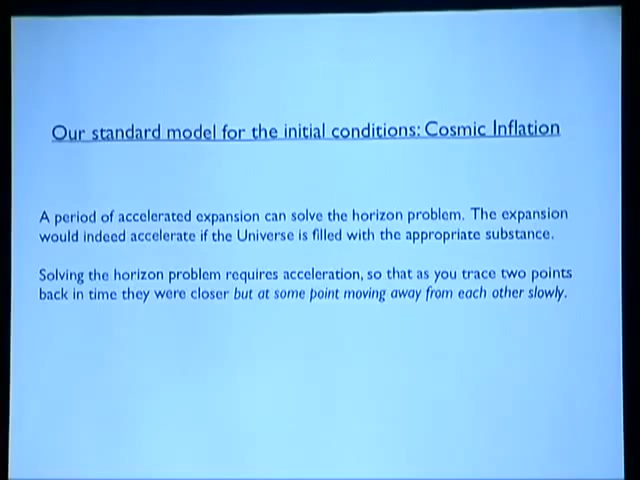 Our standard model for the initial conditions: Cosmic Inflation
A period of accelerated expansion can solve the horizon problem. The expansion
would indeed accelerate if the Universe is filled with the appropriate substance.
Solving the horizon problem requires acceleration, so that as you trace two points
back in time they were closer but at some point moving away from each other slowly.